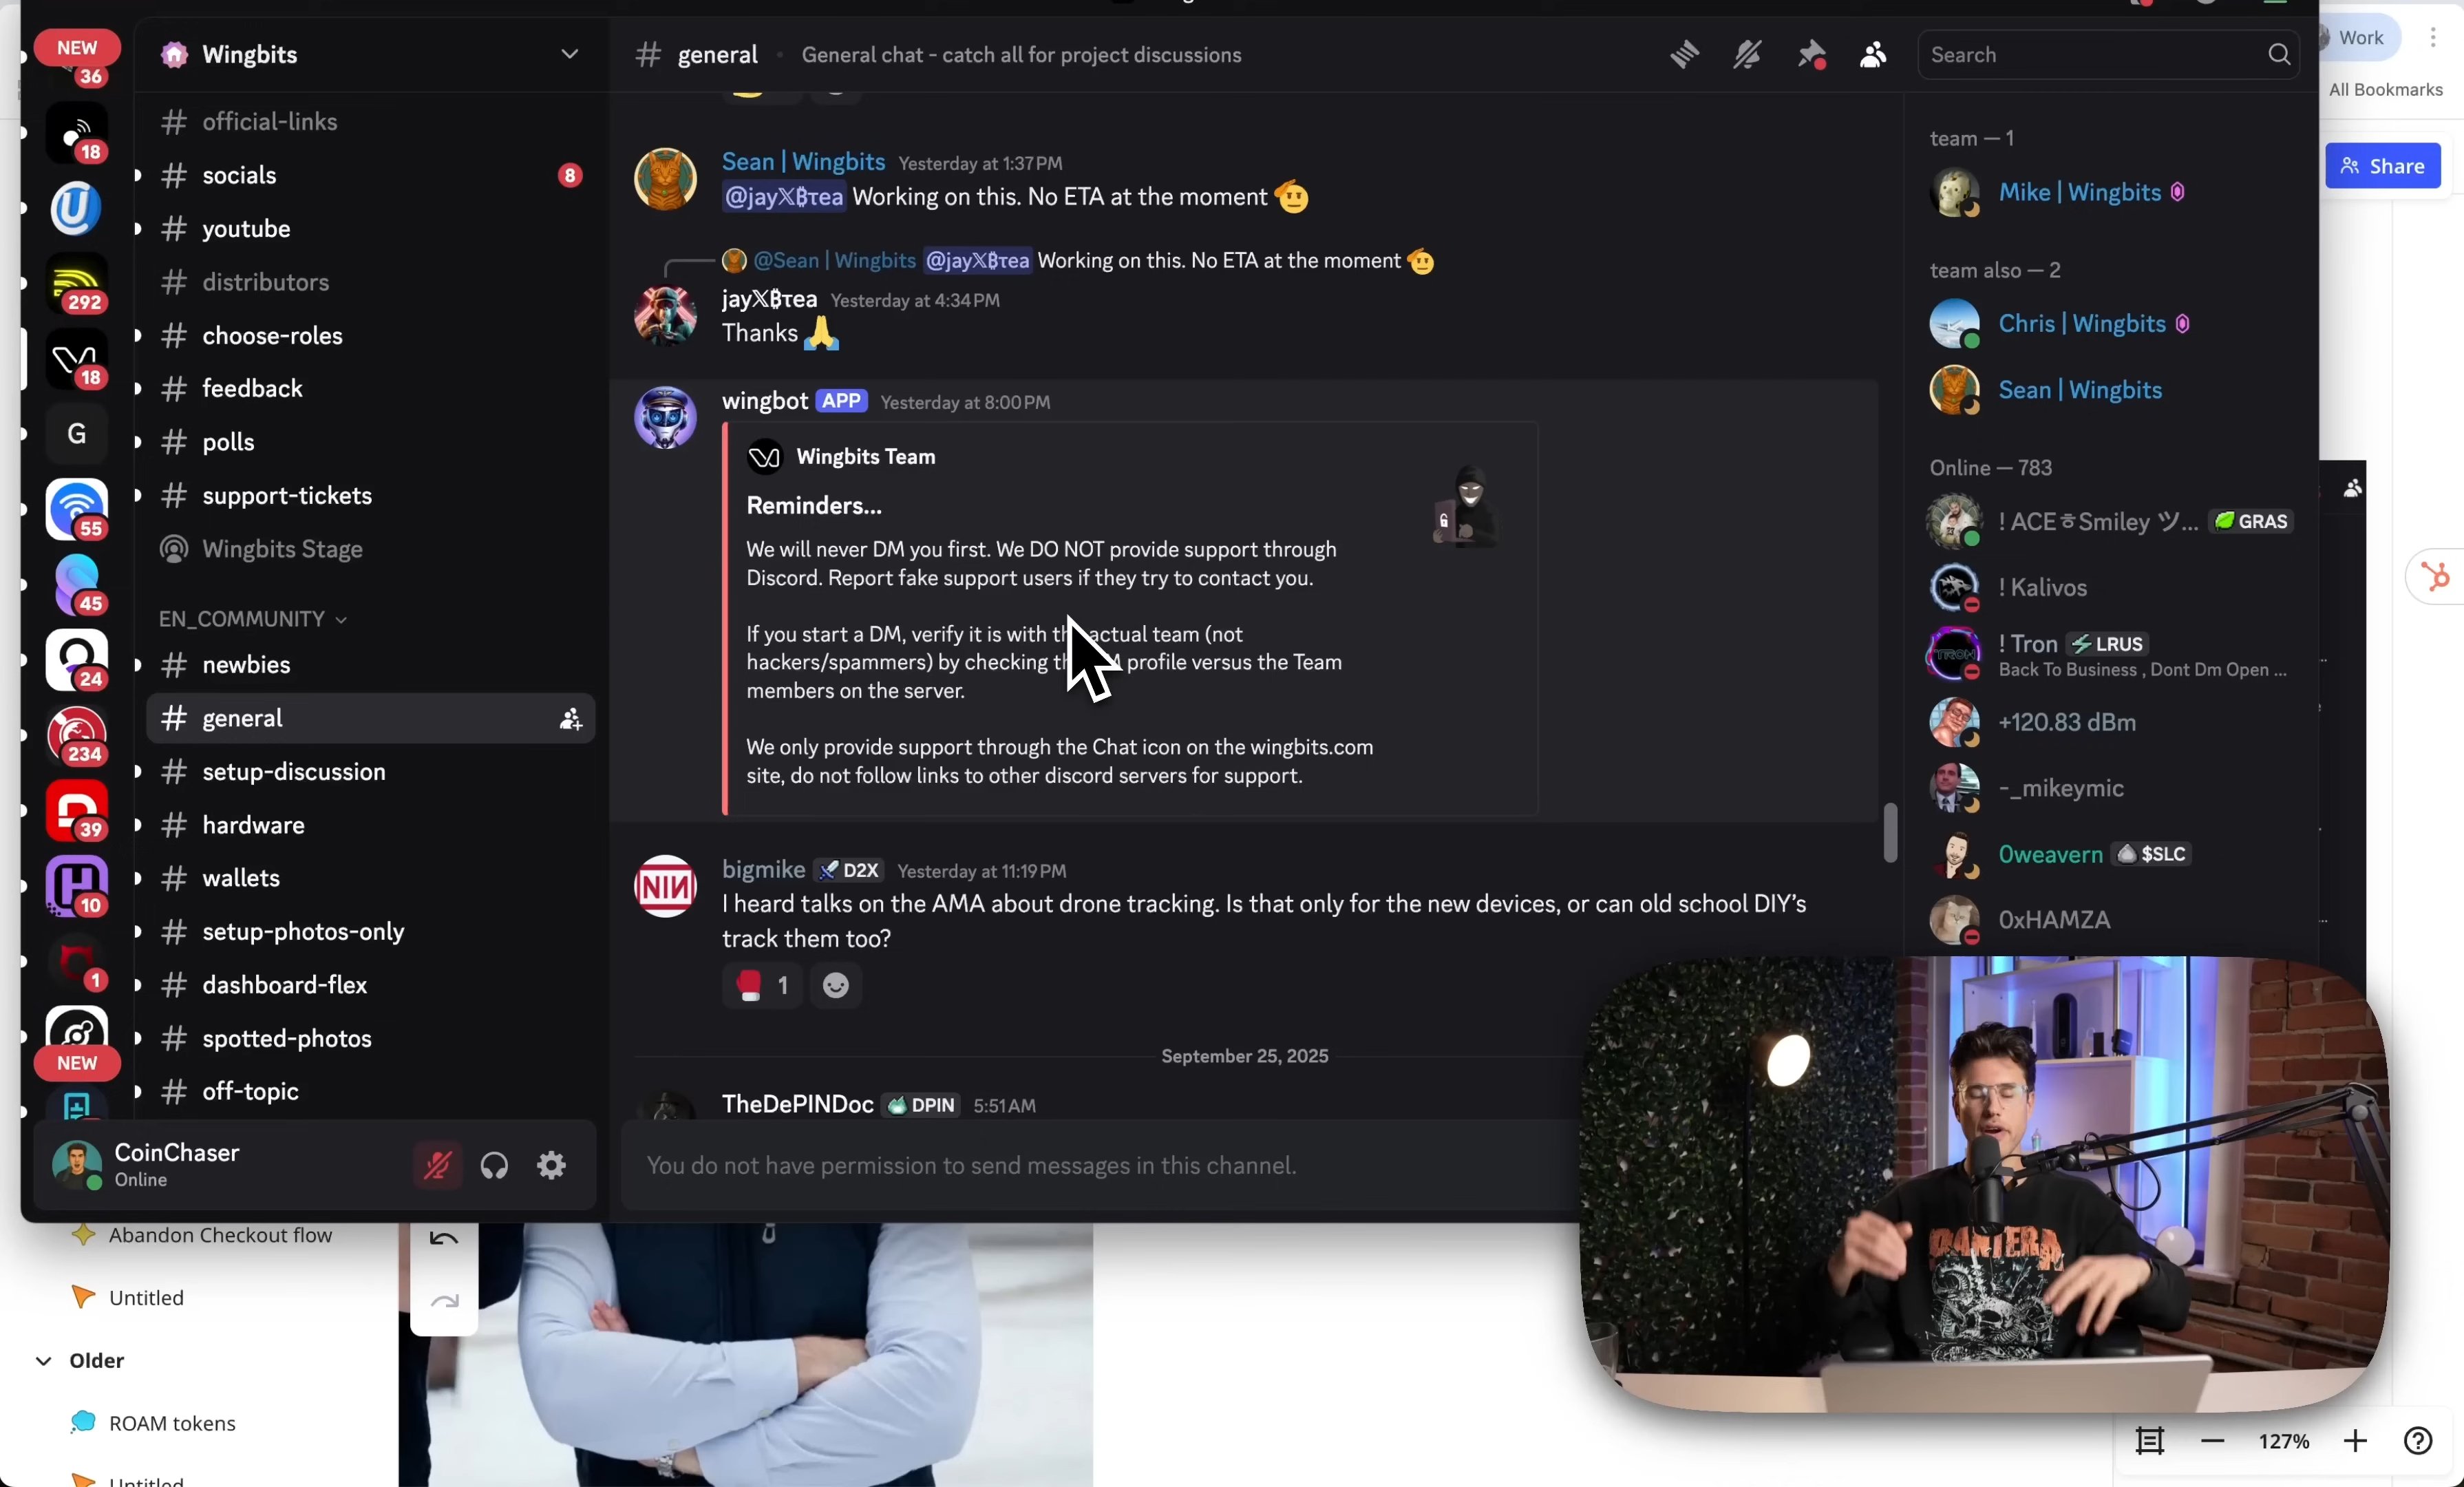 NEW
36
18
292
18
G
55
45
24
234
39
10
1
NEW
Wingbits
# official-links
# socials 8
# youtube
# distributors
# choose-roles
# feedback
# polls
# support-tickets
Wingbits Stage
EN_COMMUNITY
# newbies
# general
# setup-discussion
# hardware
# wallets
# setup-photos-only
# dashboard-flex
# spotted-photos
# off-topic
CoinChaser
Online
# general • General chat - catch all for project discussions
Search
Sean | Wingbits Yesterday at 1:37 PM
@jay𝕏₿τea Working on this. No ETA at the moment
@Sean | Wingbits @jay𝕏₿τea Working on this. No ETA at the moment
jay𝕏₿τea Yesterday at 4:34 PM
Thanks
wingbot APP Yesterday at 8:00 PM
Wingbits Team
Reminders...
We will never DM you first. We DO NOT provide support through
Discord. Report fake support users if they try to contact you.
If you start a DM, verify it is with actual team (not
hackers/spammers) by checking profile versus the Team
members on the server.
We only provide support through the Chat icon on the wingbits.com
site, do not follow links to other discord servers for support.
NIN
bigmike D2X Yesterday at 11:19 PM
I heard talks on the AMA about drone tracking. Is that only for the new devices, or can old school DIY's
track them too?
1
September 25, 2025
TheDePINDoc DPIN 5:51 AM
You do not have permission to send messages in this channel.
team — 1
Mike | Wingbits
team also — 2
Chris | Wingbits
Sean | Wingbits
Online — 783
! ACEㅎSmiley ツ... GRAS
! Kalivos
TRON
! Tron LRUS
Back To Business , Dont Dm Open ...
+120.83 dBm
-_mikeymic
0weavern $SLC
0xHAMZA
Work
All Bookmarks
Share
Abandon Checkout flow
Untitled
Older
ROAM tokens
Untitled
PANTERA
127%